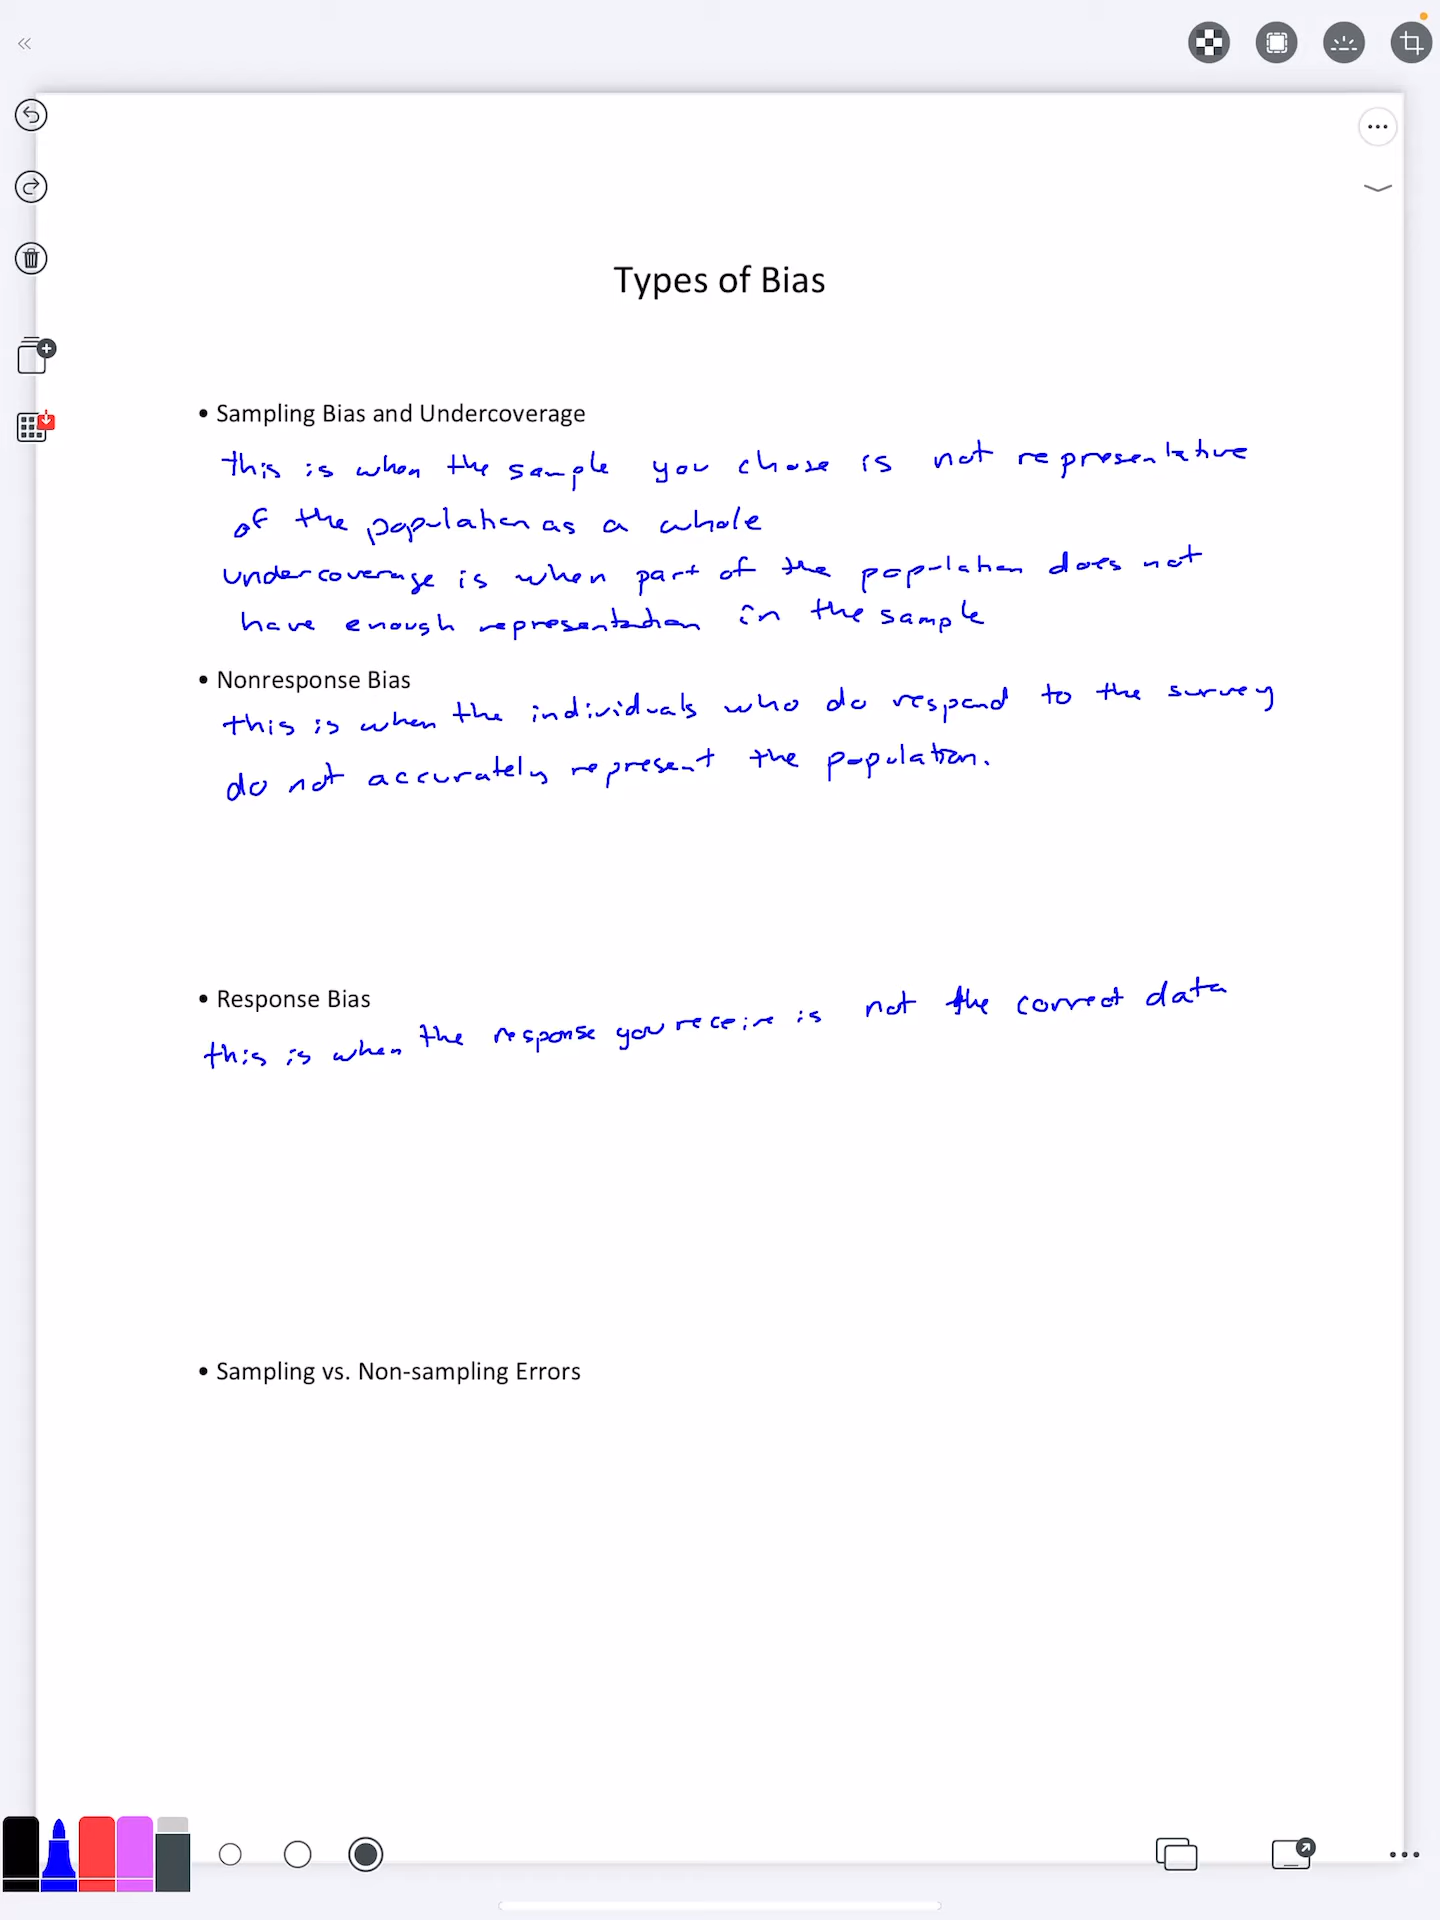 Types of Bias
• Sampling Bias and Undercoverage
this is when the sample you chose is not representative
of the population as a whole
undercoverage is when part of the population does not
have enough representation in the sample
• Nonresponse Bias
this is when the individuals who do respond to the survey
do not accurately represent the population.
• Response Bias
this is when the response you receive is not the correct data
• Sampling vs. Non-sampling Errors